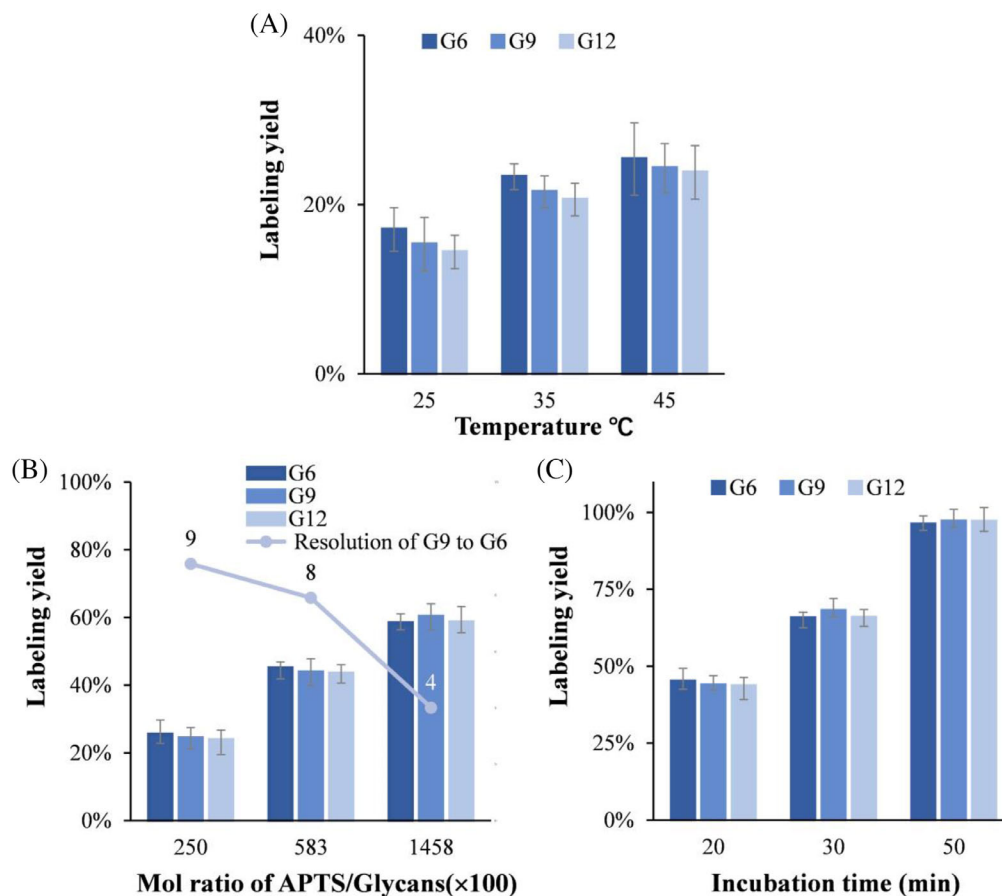 (A)
40%
G6 G9 G12
Labeling yield
20%
0%
25 35 45
Temperature ℃
(B)
100%
G6
G9
G12
Resolution of G9 to G6
80%
9
8
Labeling yield
60%
4
40%
20%
0%
250 583 1458
Mol ratio of APTS/Glycans(×100)
(C)
G6 G9 G12
100%
Labeling yield
75%
50%
25%
0%
20 30 50
Incubation time (min)